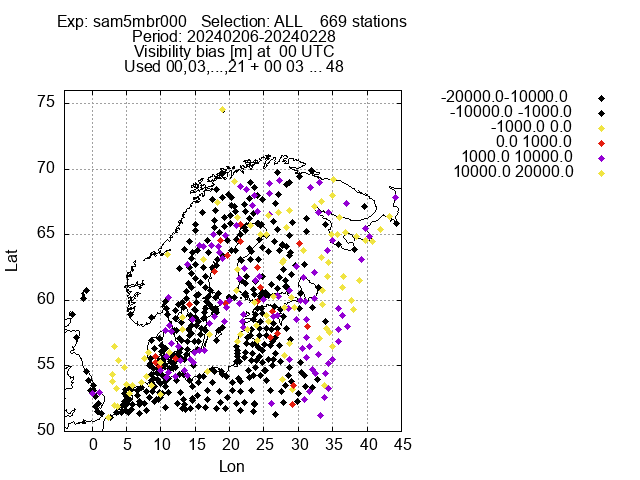 Exp: sam5mbr000 Selection: ALL 669 stations
Period: 20240206-20240228
Visibility bias [m] at 00 UTC
Used 00,03,...,21 + 00 03 ... 48
-20000.0-10000.0
-10000.0 -1000.0
-1000.0 0.0
0.0 1000.0
1000.0 10000.0
10000.0 20000.0
75
70
65
60
55
50
Lat
0 5 10 15 20 25 30 35 40 45
Lon